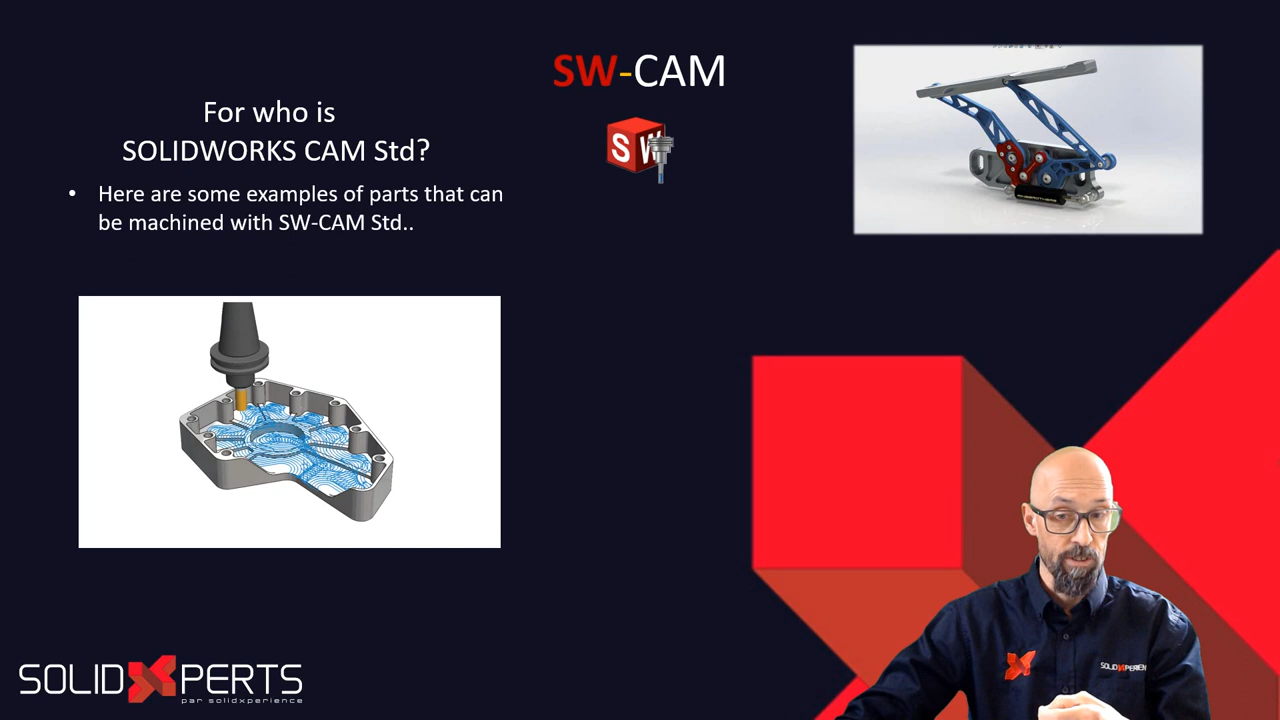 SW-CAM
For who is
SOLIDWORKS CAM Std?
• Here are some examples of parts that can
be machined with SW-CAM Std..
SW
SOLIDXPERTS
par solidxperience